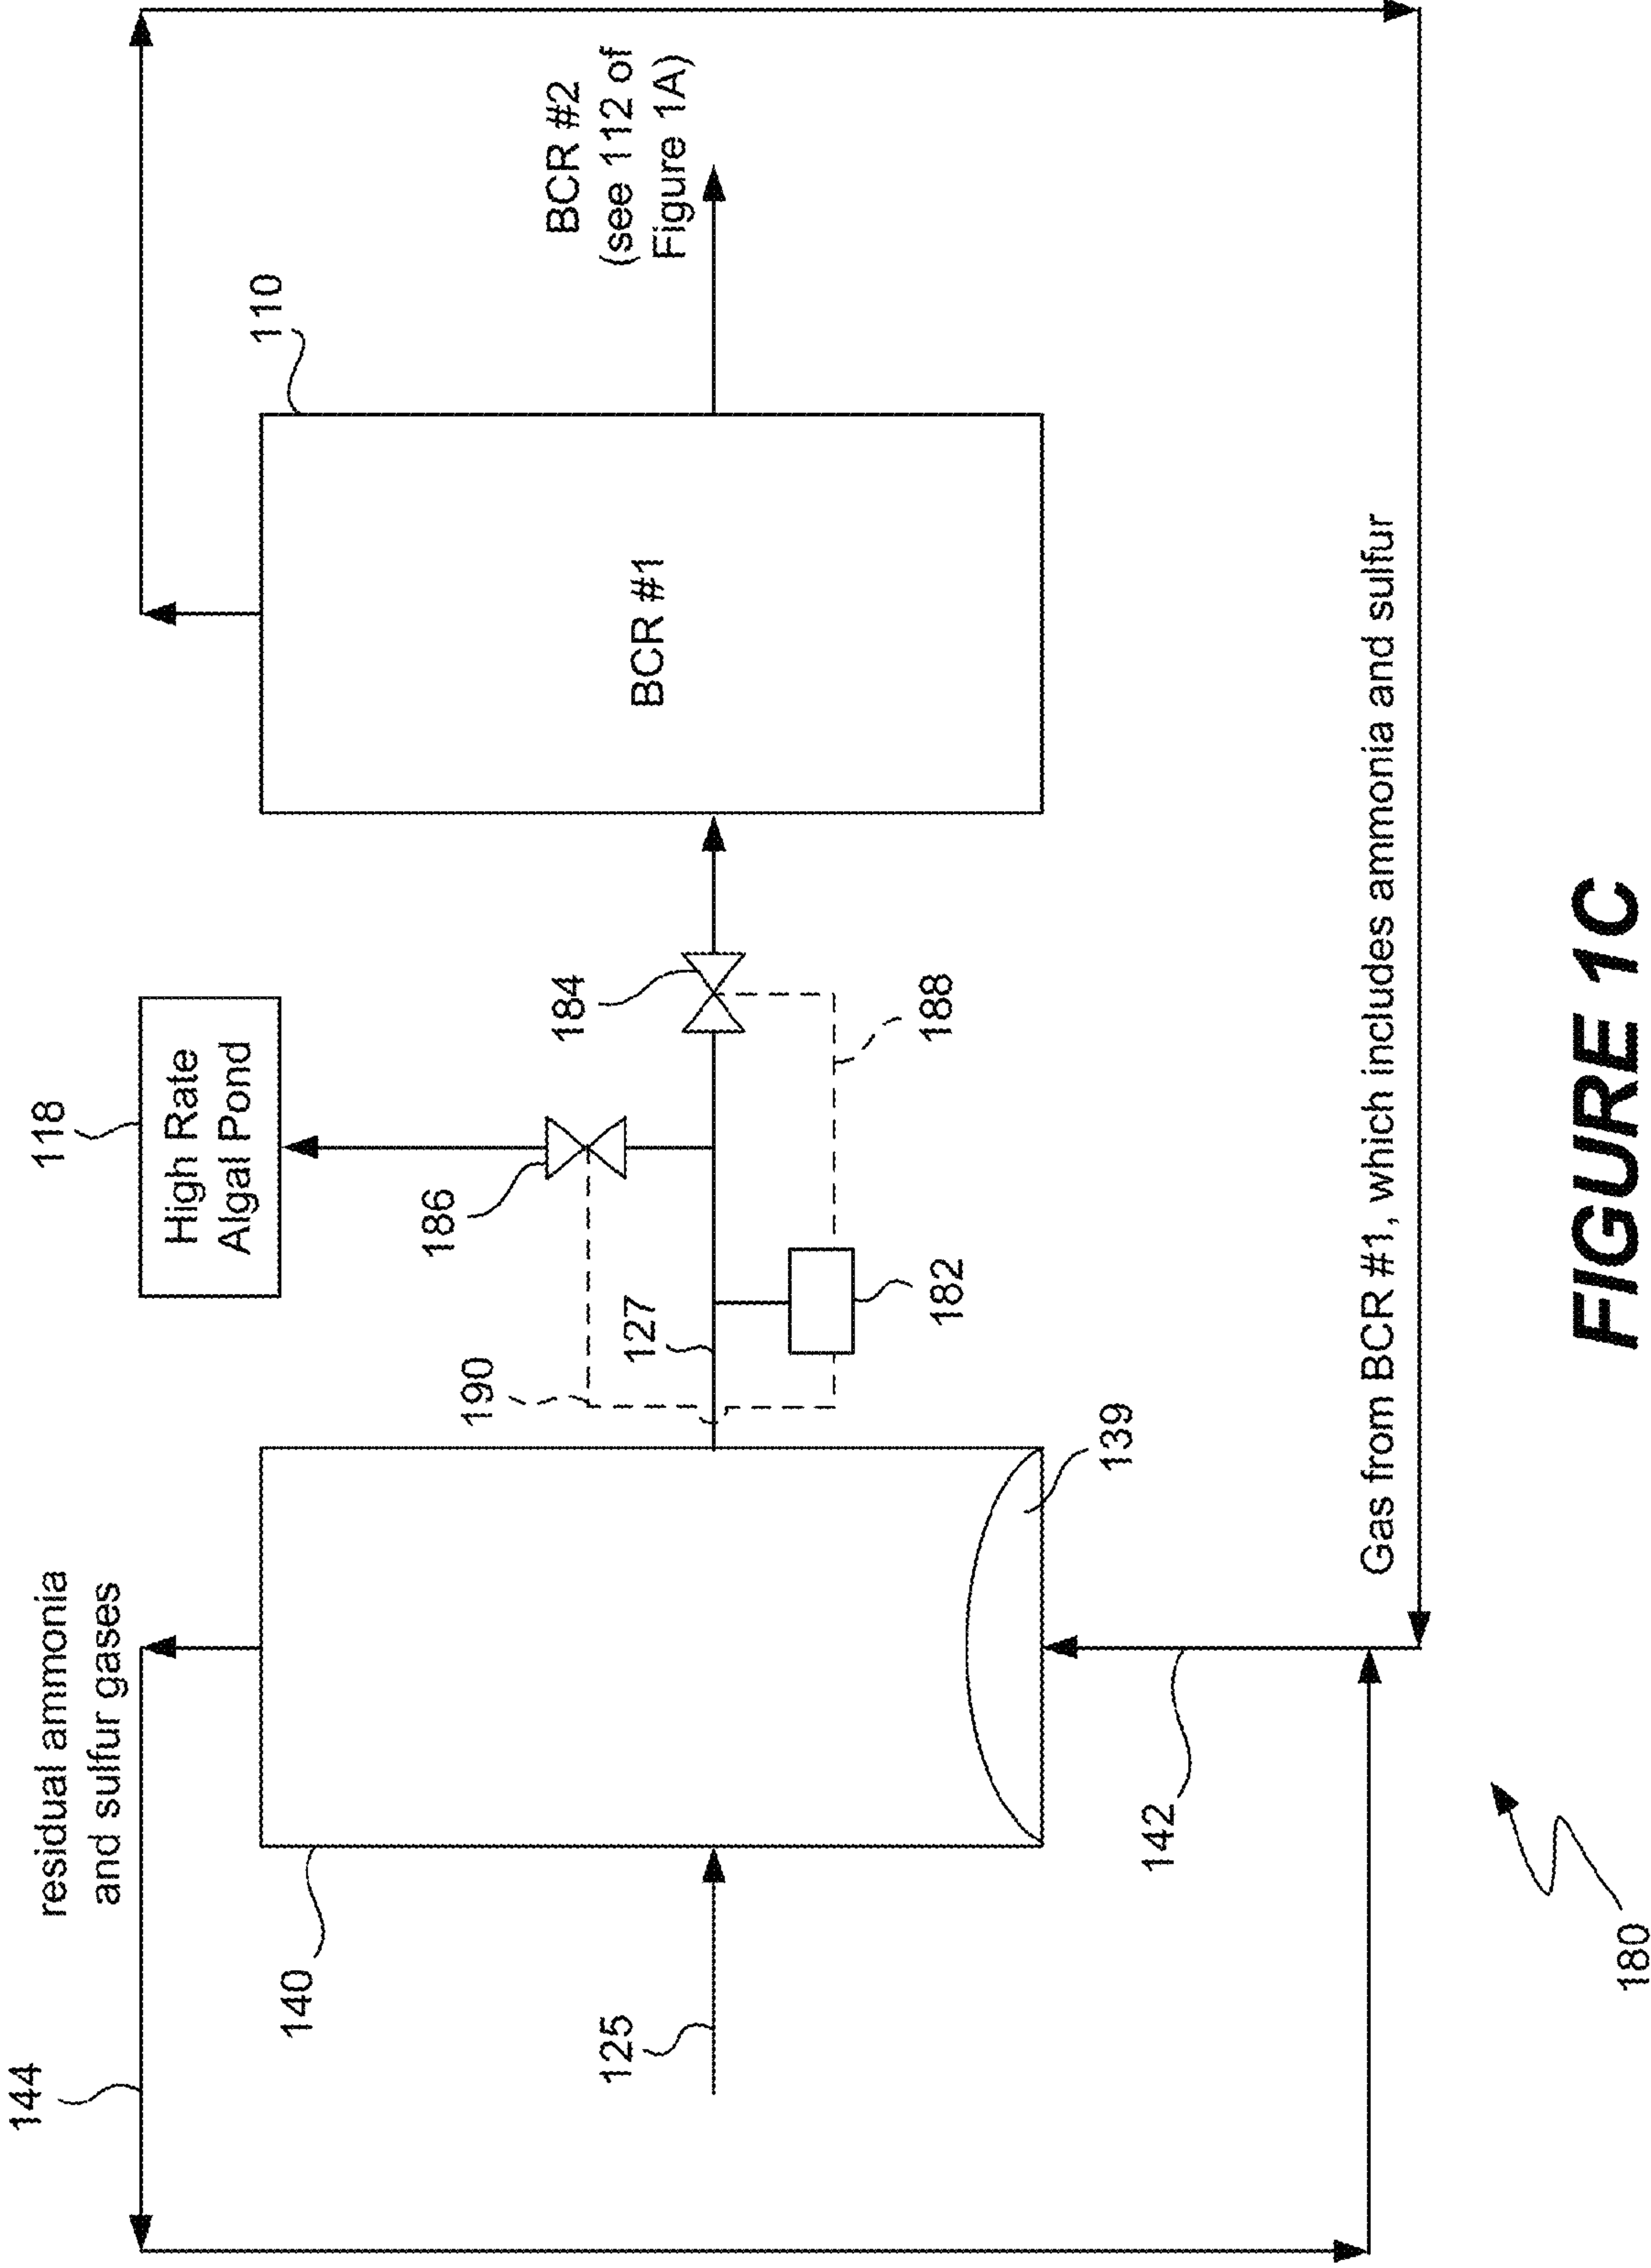 144
residual ammonia
and sulfur gases
140
125
118
High Rate
Algal Pond
186
184
190
127
182
188
139
142
110
BCR #1
BCR #2
(see 112 of
Figure 1A)
Gas from BCR #1, which includes ammonia and sulfur
180
FIGURE 1C